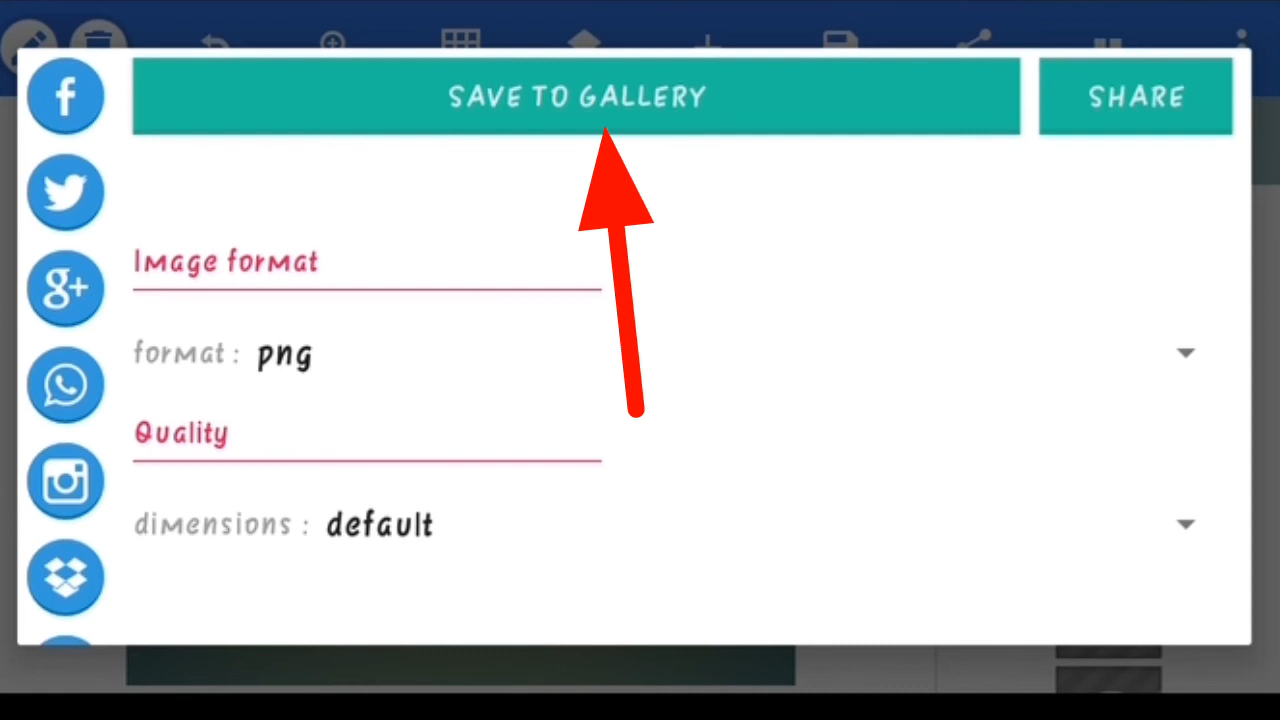 SAVE TO GALLERY
SHARE
Image format
format : png
Quality
dimensions : default